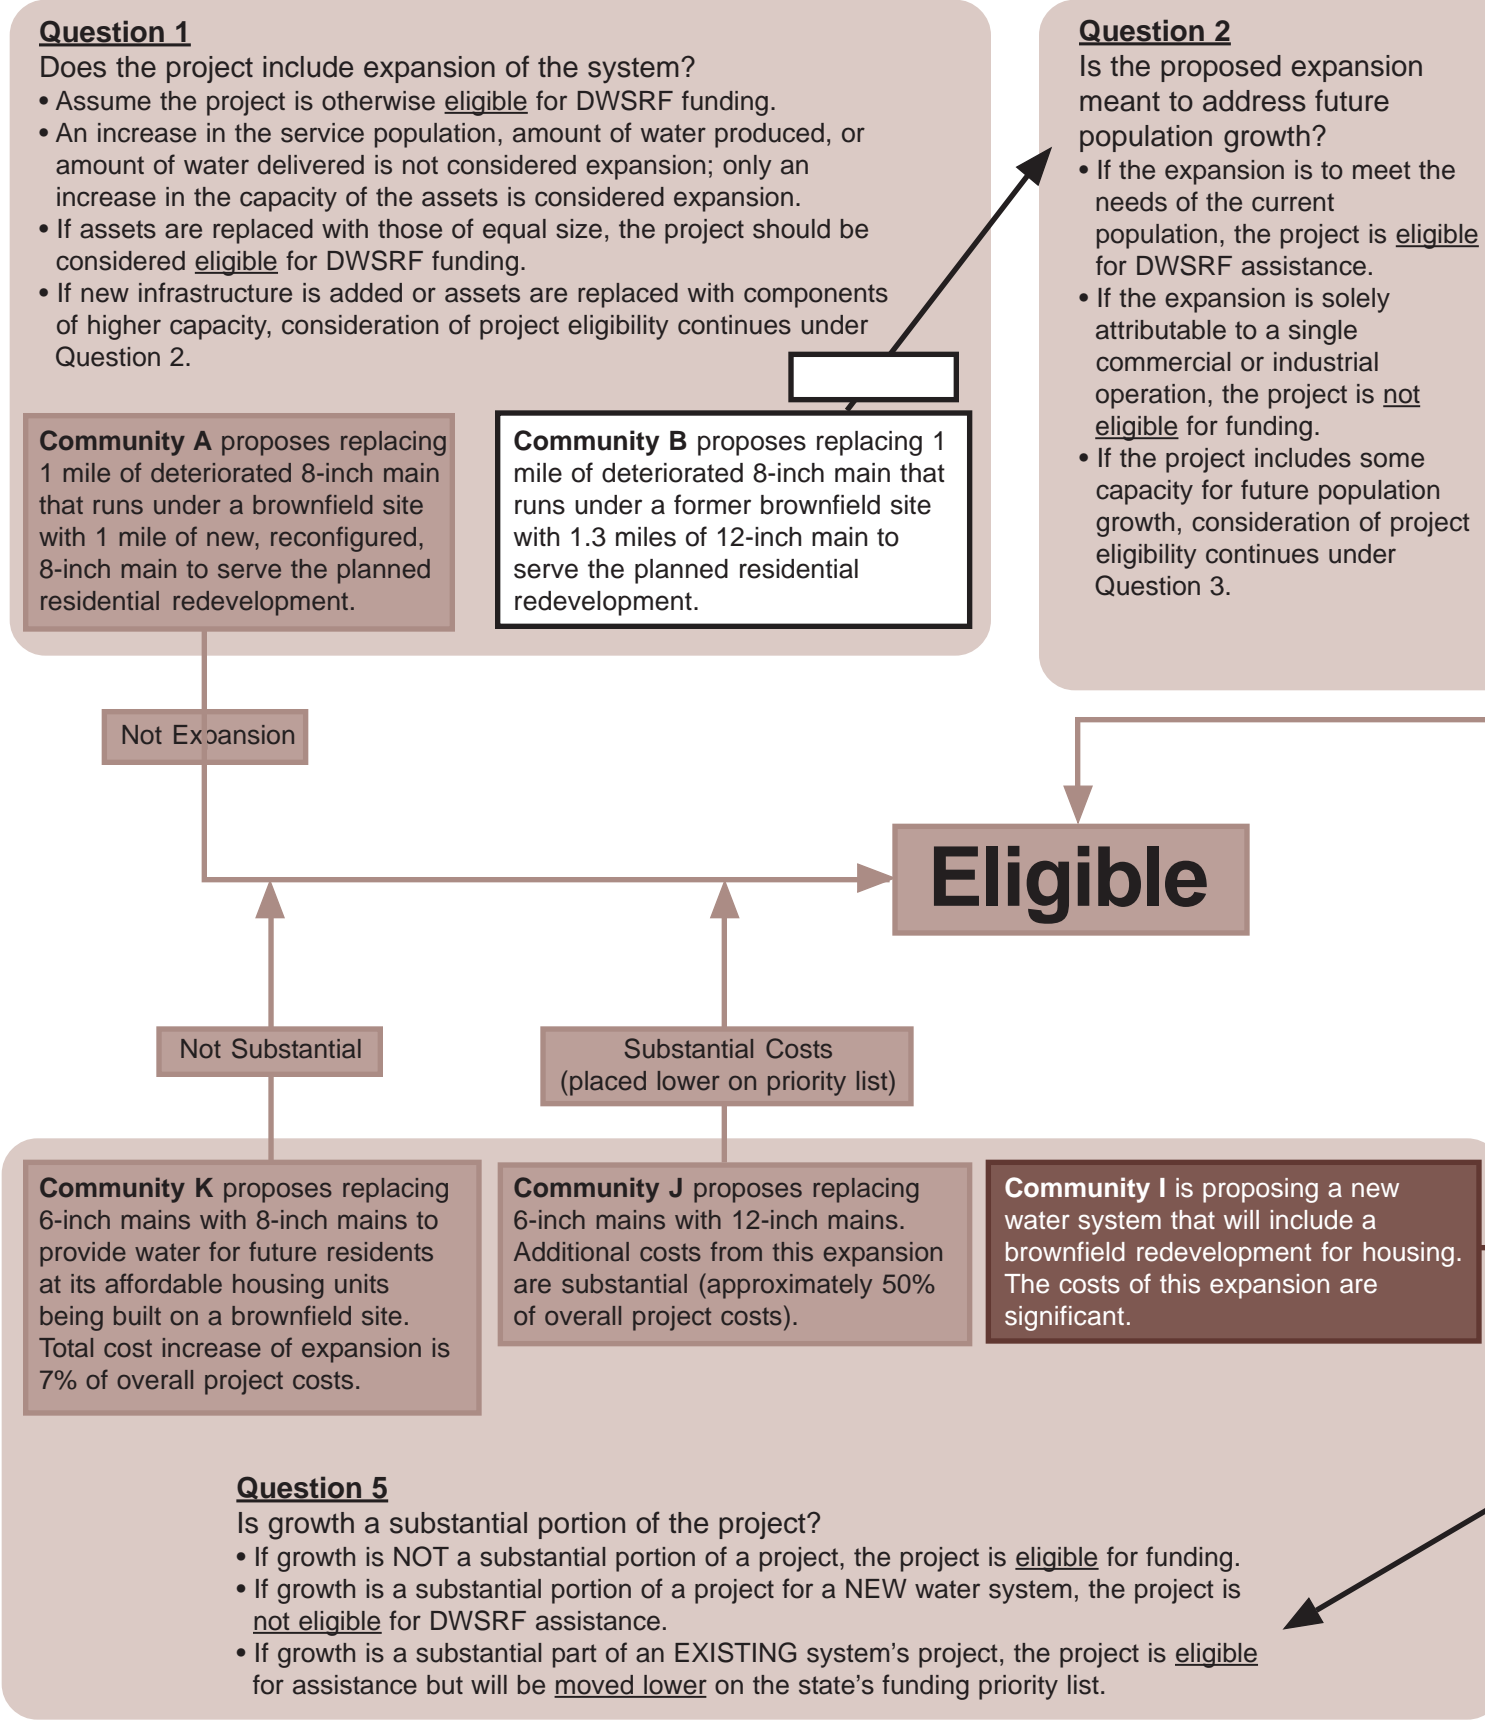 Question 1
Does the project include expansion of the system?
• Assume the project is otherwise eligible for DWSRF funding.
• An increase in the service population, amount of water produced, or
amount of water delivered is not considered expansion; only an
increase in the capacity of the assets is considered expansion.
• If assets are replaced with those of equal size, the project should be
considered eligible for DWSRF funding.
• If new infrastructure is added or assets are replaced with components
of higher capacity, consideration of project eligibility continues under
Question 2.
Community A proposes replacing
1 mile of deteriorated 8-inch main
that runs under a brownfield site
with 1 mile of new, reconfigured,
8-inch main to serve the planned
residential redevelopment.
Community B proposes replacing 1
mile of deteriorated 8-inch main that
runs under a former brownfield site
with 1.3 miles of 12-inch main to
serve the planned residential
redevelopment.
Question 2
Is the proposed expansion
meant to address future
population growth?
• If the expansion is to meet the
needs of the current
population, the project is eligible
for DWSRF assistance.
• If the expansion is solely
attributable to a single
commercial or industrial
operation, the project is not
eligible for funding.
• If the project includes some
capacity for future population
growth, consideration of project
eligibility continues under
Question 3.
Not Expansion
Eligible
Not Substantial
Substantial Costs
(placed lower on priority list)
Community K proposes replacing
6-inch mains with 8-inch mains to
provide water for future residents
at its affordable housing units
being built on a brownfield site.
Total cost increase of expansion is
7% of overall project costs.
Community J proposes replacing
6-inch mains with 12-inch mains.
Additional costs from this expansion
are substantial (approximately 50%
of overall project costs).
Community I is proposing a new
water system that will include a
brownfield redevelopment for housing.
The costs of this expansion are
significant.
Question 5
Is growth a substantial portion of the project?
• If growth is NOT a substantial portion of a project, the project is eligible for funding.
• If growth is a substantial portion of a project for a NEW water system, the project is
not eligible for DWSRF assistance.
• If growth is a substantial part of an EXISTING system's project, the project is eligible
for assistance but will be moved lower on the state's funding priority list.